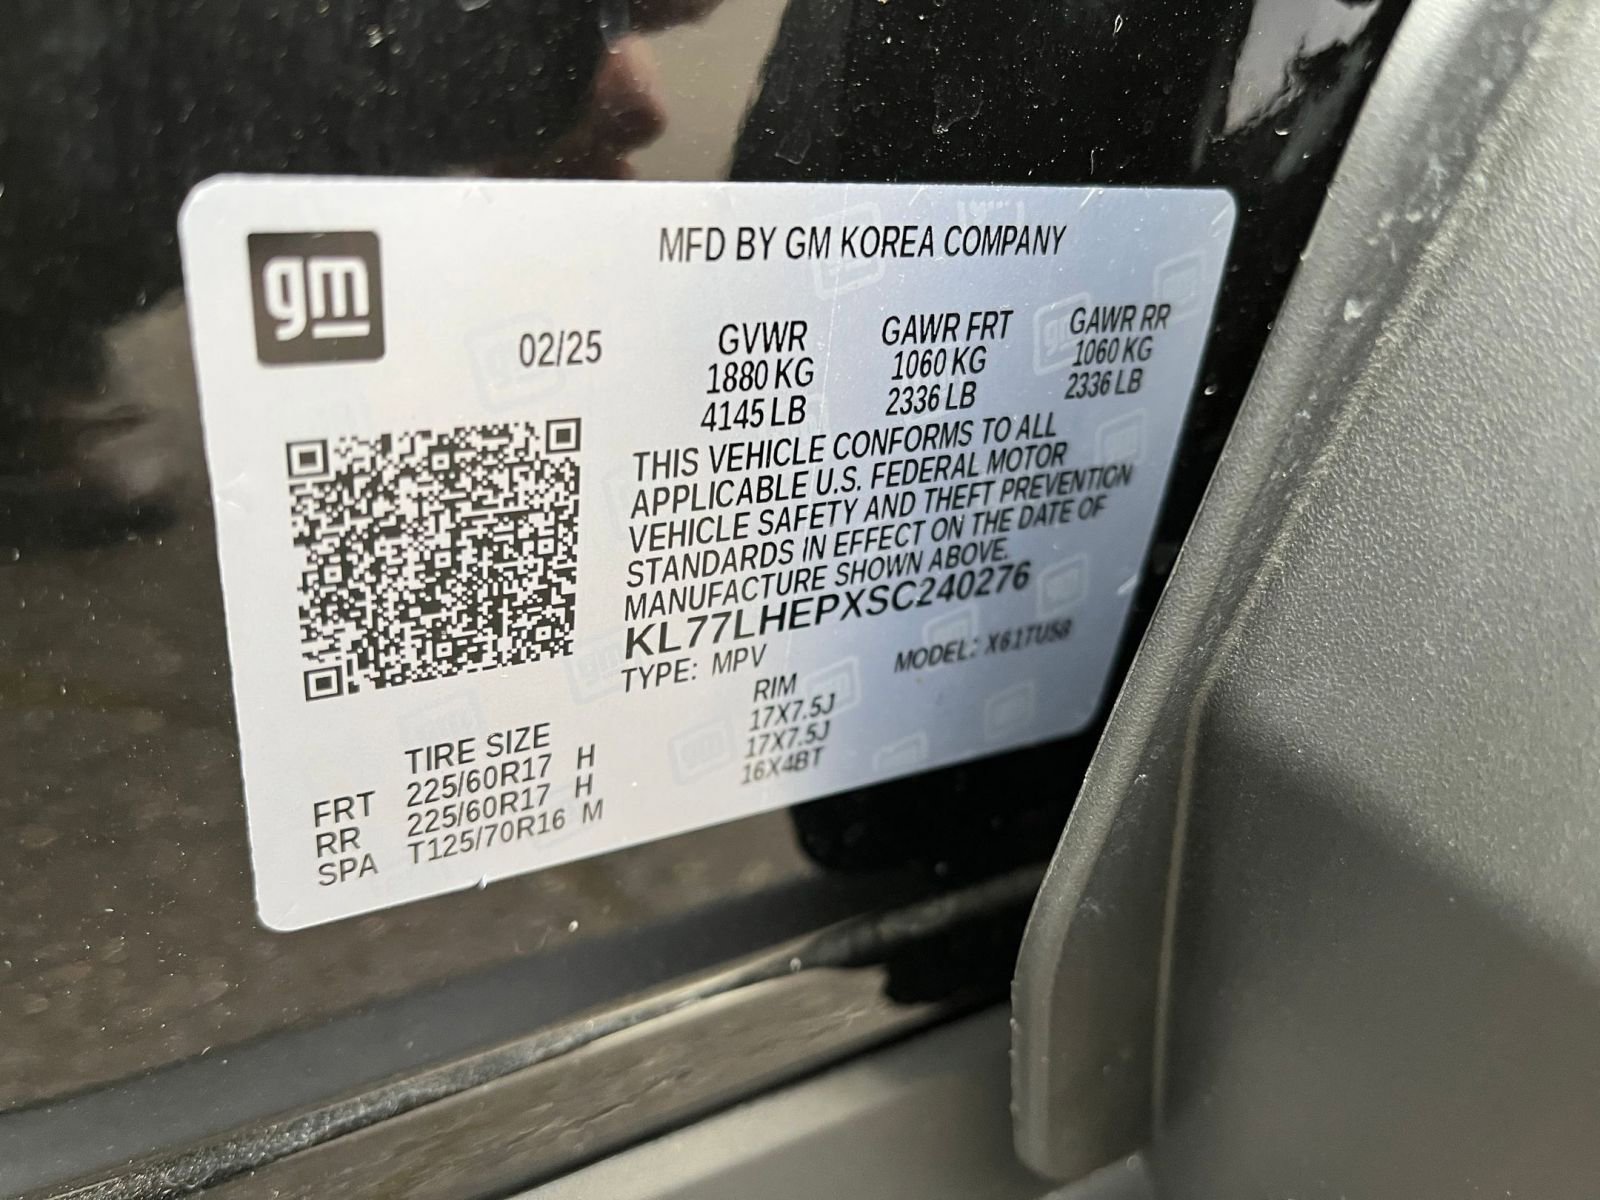 gm
MFD BY GM KOREA COMPANY
02/25
GVWR GAWR FRT GAWR RR
1880 KG 1060 KG 1060 KG
4145 LB 2336 LB 2336 LB
THIS VEHICLE CONFORMS TO ALL
APPLICABLE U.S. FEDERAL MOTOR
VEHICLE SAFETY AND THEFT PREVENTION
STANDARDS IN EFFECT ON THE DATE OF
MANUFACTURE SHOWN ABOVE.
KL77LHEPXSC240276
TYPE: MPV MODEL: X61TU58
TIRE SIZE RIM
FRT 225/60R17 H 17X7.5J
RR 225/60R17 H 17X7.5J
SPA T125/70R16 M 16X4BT